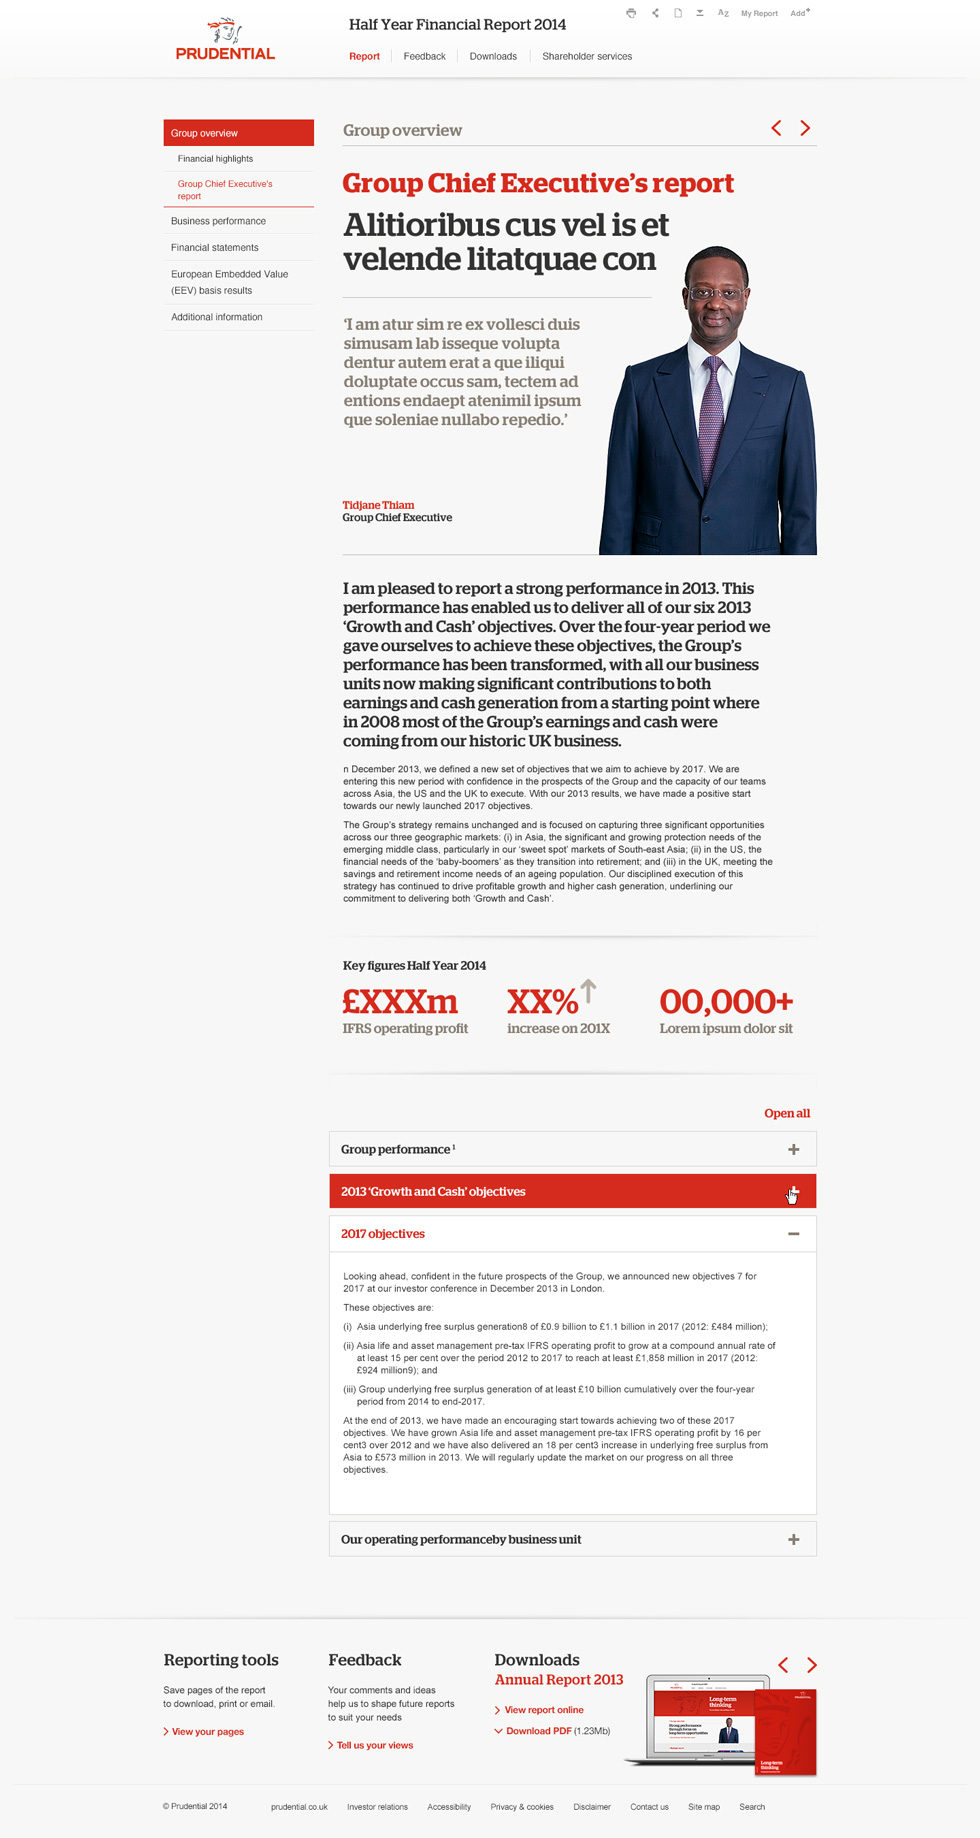 PRUDENTIAL
Half Year Financial Report 2014
AZ
My Report
Add+
Report
Feedback
Downloads
Shareholder services
Group overview
Financial highlights
Group Chief Executive's
report
Business performance
Financial statements
European Embedded Value
(EEV) basis results
Additional information
Group overview
Group Chief Executive's report
Alitioribus cus vel is et
velende litatquae con
'I am atur sim re ex vollesci duis
simusam lab isseque volupta
dentur autem erat a que iliqui
doluptate occus sam, tectem ad
entions endaept atenimil ipsum
que soleniae nullabo repedio.'
Tidjane Thiam
Group Chief Executive
I am pleased to report a strong performance in 2013. This
performance has enabled us to deliver all of our six 2013
'Growth and Cash' objectives. Over the four-year period we
gave ourselves to achieve these objectives, the Group's
performance has been transformed, with all our business
units now making significant contributions to both
earnings and cash generation from a starting point where
in 2008 most of the Group's earnings and cash were
coming from our historic UK business.
n December 2013, we defined a new set of objectives that we aim to achieve by 2017. We are
entering this new period with confidence in the prospects of the Group and the capacity of our teams
across Asia, the US and the UK to execute. With our 2013 results, we have made a positive start
towards our newly launched 2017 objectives.
The Group's strategy remains unchanged and is focused on capturing three significant opportunities
across our three geographic markets: (i) in Asia, the significant and growing protection needs of the
emerging middle class, particularly in our 'sweet spot' markets of South-east Asia; (ii) in the US, the
financial needs of the 'baby-boomers' as they transition into retirement; and (iii) in the UK, meeting the
savings and retirement income needs of an ageing population. Our disciplined execution of this
strategy has continued to drive profitable growth and higher cash generation, underlining our
commitment to delivering both 'Growth and Cash'.
Key figures Half Year 2014
£XXXm
IFRS operating profit
XX%
increase on 201X
00,000+
Lorem ipsum dolor sit
Open all
Group performance 1
2013 'Growth and Cash' objectives
2017 objectives
Looking ahead, confident in the future prospects of the Group, we announced new objectives 7 for
2017 at our investor conference in December 2013 in London.
These objectives are:
(i) Asia underlying free surplus generation8 of £0.9 billion to £1.1 billion in 2017 (2012: £484 million);
(ii) Asia life and asset management pre-tax IFRS operating profit to grow at a compound annual rate of
at least 15 per cent over the period 2012 to 2017 to reach at least £1,858 million in 2017 (2012:
£924 million9); and
(iii) Group underlying free surplus generation of at least £10 billion cumulatively over the four-year
period from 2014 to end-2017.
At the end of 2013, we have made an encouraging start towards achieving two of these 2017
objectives. We have grown Asia life and asset management pre-tax IFRS operating profit by 16 per
cent3 over 2012 and we have also delivered an 18 per cent3 increase in underlying free surplus from
Asia to £573 million in 2013. We will regularly update the market on our progress on all three
objectives.
Our operating performanceby business unit
Reporting tools
Save pages of the report
to download, print or email.
View your pages
Feedback
Your comments and ideas
help us to shape future reports
to suit your needs
Tell us your views
Downloads
Annual Report 2013
View report online
Download PDF (1.23Mb)
Long-term
thinking
Strong performance
through focus on
long-term opportunities
Long-term
thinking
© Prudential 2014
prudential.co.uk
Investor relations
Accessibility
Privacy & cookies
Disclaimer
Contact us
Site map
Search